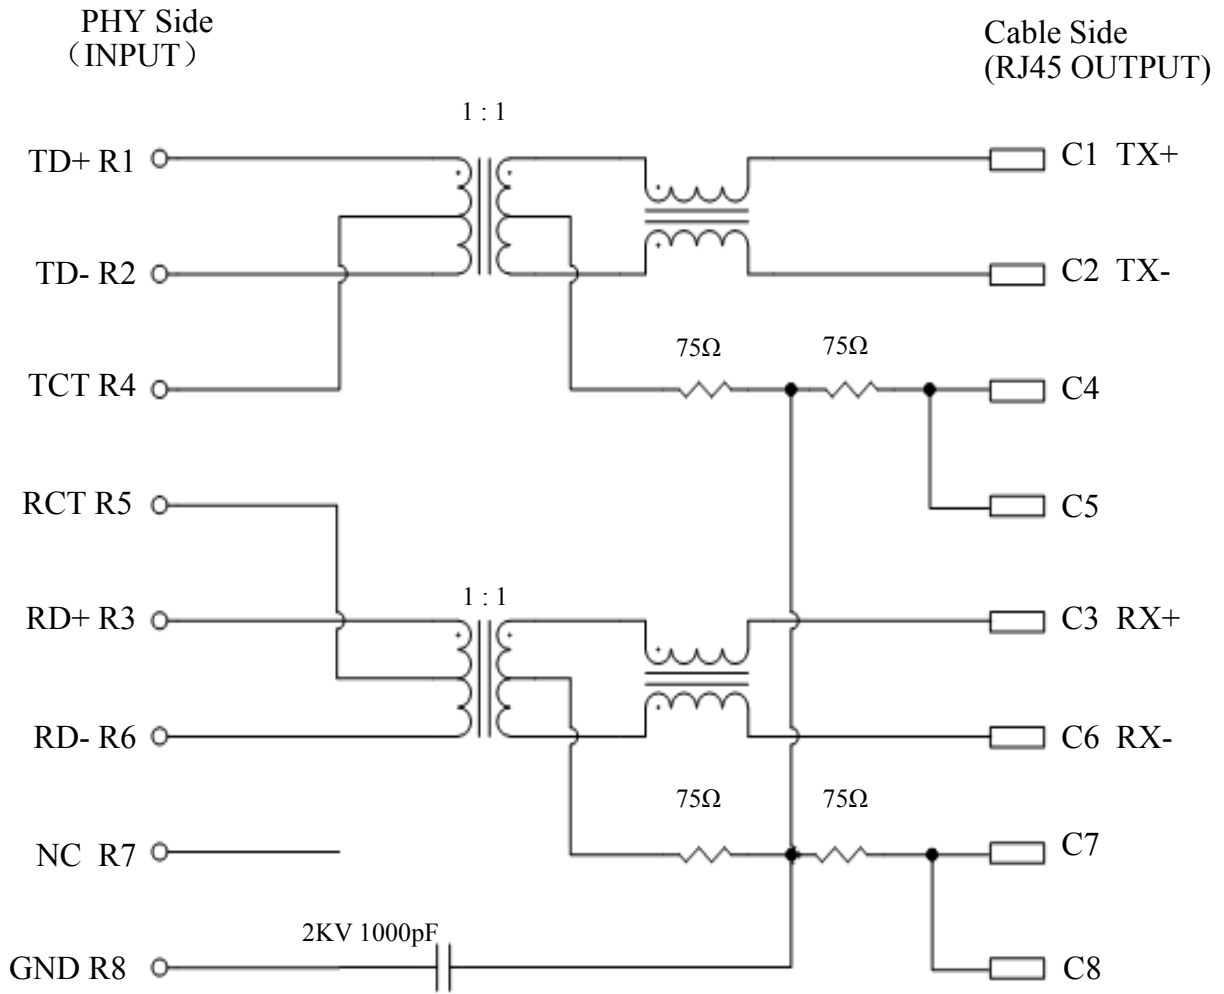 PHY Side
（INPUT）
Cable Side
(RJ45 OUTPUT)
1 : 1
TD+ R1
C1 TX+
TD- R2
C2 TX-
75Ω
75Ω
TCT R4
C4
RCT R5
C5
1 : 1
RD+ R3
C3 RX+
RD- R6
C6 RX-
75Ω
75Ω
NC R7
C7
2KV 1000pF
GND R8
C8